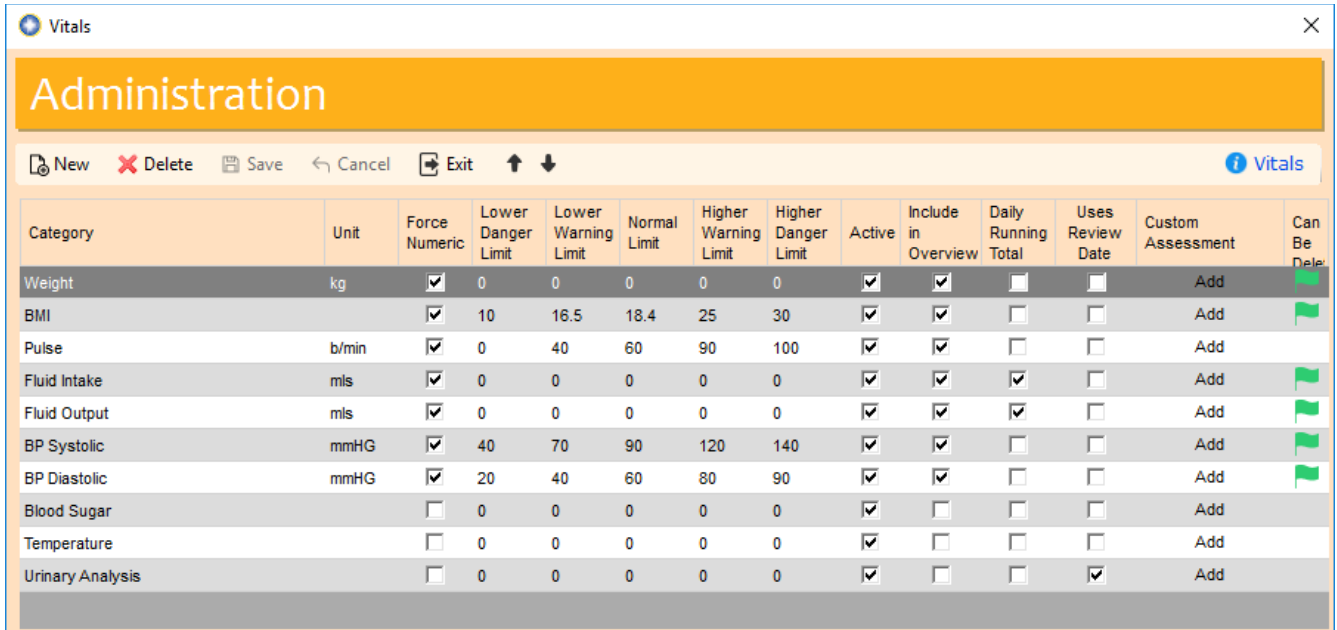 Vitals
Administration
New Delete Save Cancel Exit Vitals
Category Unit Force Numeric Lower Danger Limit Lower Warning Limit Normal Limit Higher Warning Limit Higher Danger Limit Active Include in Overview Daily Running Total Uses Review Date Custom Assessment Can Be
Weight kg 0 0 0 0 0 Add
BMI 10 16.5 18.4 25 30 Add
Pulse b/min 0 40 60 90 100 Add
Fluid Intake mls 0 0 0 0 0 Add
Fluid Output mls 0 0 0 0 0 Add
BP Systolic mmHG 40 70 90 120 140 Add
BP Diastolic mmHG 20 40 60 80 90 Add
Blood Sugar 0 0 0 0 0 Add
Temperature 0 0 0 0 0 Add
Urinary Analysis 0 0 0 0 0 Add